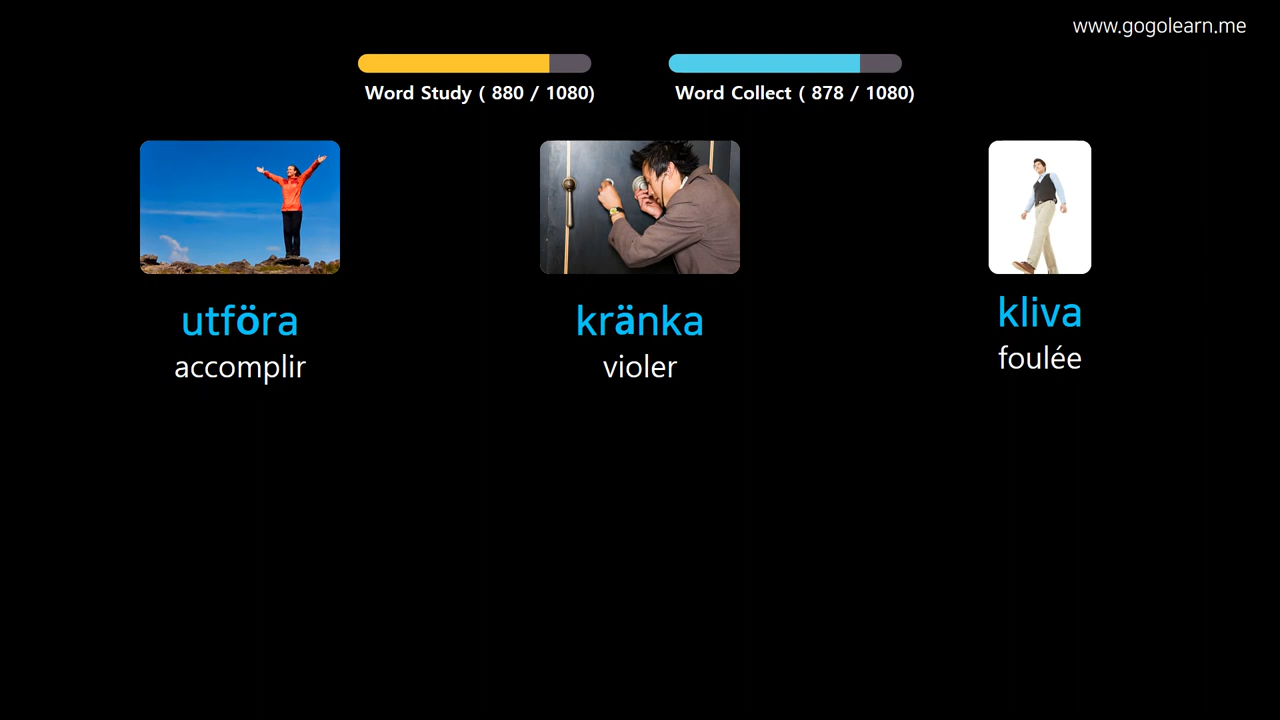 www.gogolearn.me
Word Study ( 880 / 1080)
Word Collect ( 878 / 1080)
utföra
accomplir
kränka
violer
kliva
foulée